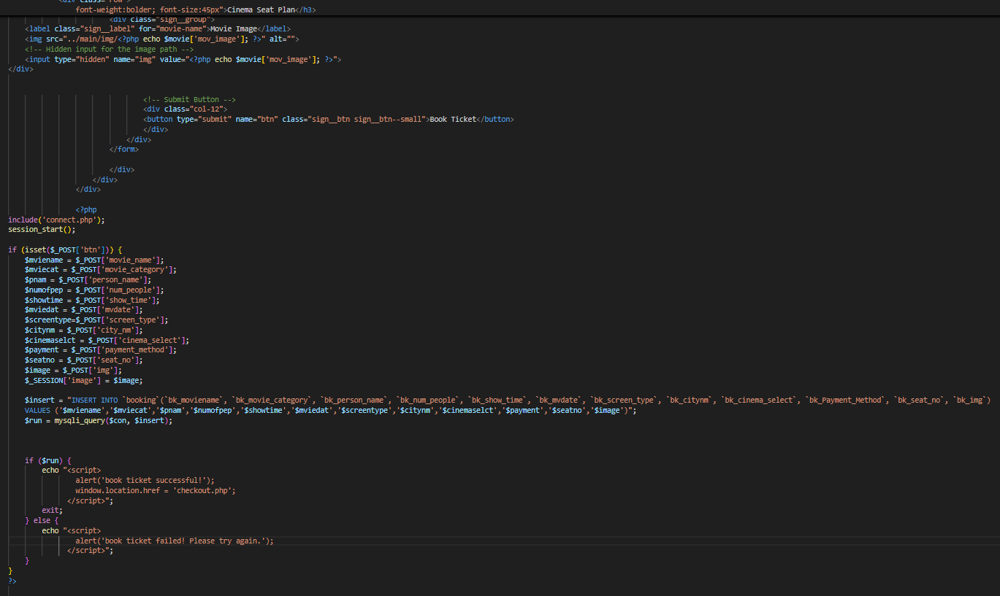 <div class="row">
font-weight:bolder; font-size:45px">Cinema Seat Plan</h3>
<div class="sign__group">
<label class="sign__label" for="movie-name">Movie Image</label>
<img src="../main/img/<?php echo $movie['mov_image']; ?>" alt="">
<!-- Hidden input for the image path -->
<input type="hidden" name="img" value="<?php echo $movie['mov_image']; ?>">
</div>
<!-- Submit Button -->
<div class="col-12">
<button type="submit" name="btn" class="sign__btn sign__btn--small">Book Ticket</button>
</div>
</div>
</form>
</div>
</div>
</div>
<?php
include('connect.php');
session_start();
if (isset($_POST['btn'])) {
$mviename = $_POST['movie_name'];
$mviecat = $_POST['movie_category'];
$pnam = $_POST['person_name'];
$numofpep = $_POST['num_people'];
$showtime = $_POST['show_time'];
$mviedat = $_POST['mvdate'];
$screentype=$_POST['screen_type'];
$citynm = $_POST['city_nm'];
$cinemaselct = $_POST['cinema_select'];
$payment = $_POST['payment_method'];
$seatno = $_POST['seat_no'];
$image = $_POST['img'];
$_SESSION['image'] = $image;
$insert = "INSERT INTO `booking`(`bk_moviename`, `bk_movie_category`, `bk_person_name`, `bk_num_people`, `bk_show_time`, `bk_mvdate`, `bk_screen_type`, `bk_citynm`, `bk_cinema_select`, `bk_Payment_Method`, `bk_seat_no`, `bk_img`)
VALUES ('$mviename','$mviecat','$pnam','$numofpep','$showtime','$mviedat','$screentype','$citynm','$cinemaselct','$payment','$seatno','$image')";
$run = mysqli_query($con, $insert);
if ($run) {
echo "<script>
alert('book ticket successful!');
window.location.href = 'checkout.php';
</script>";
exit;
} else {
echo "<script>
alert('book ticket failed! Please try again.');
</script>";
}
}
?>